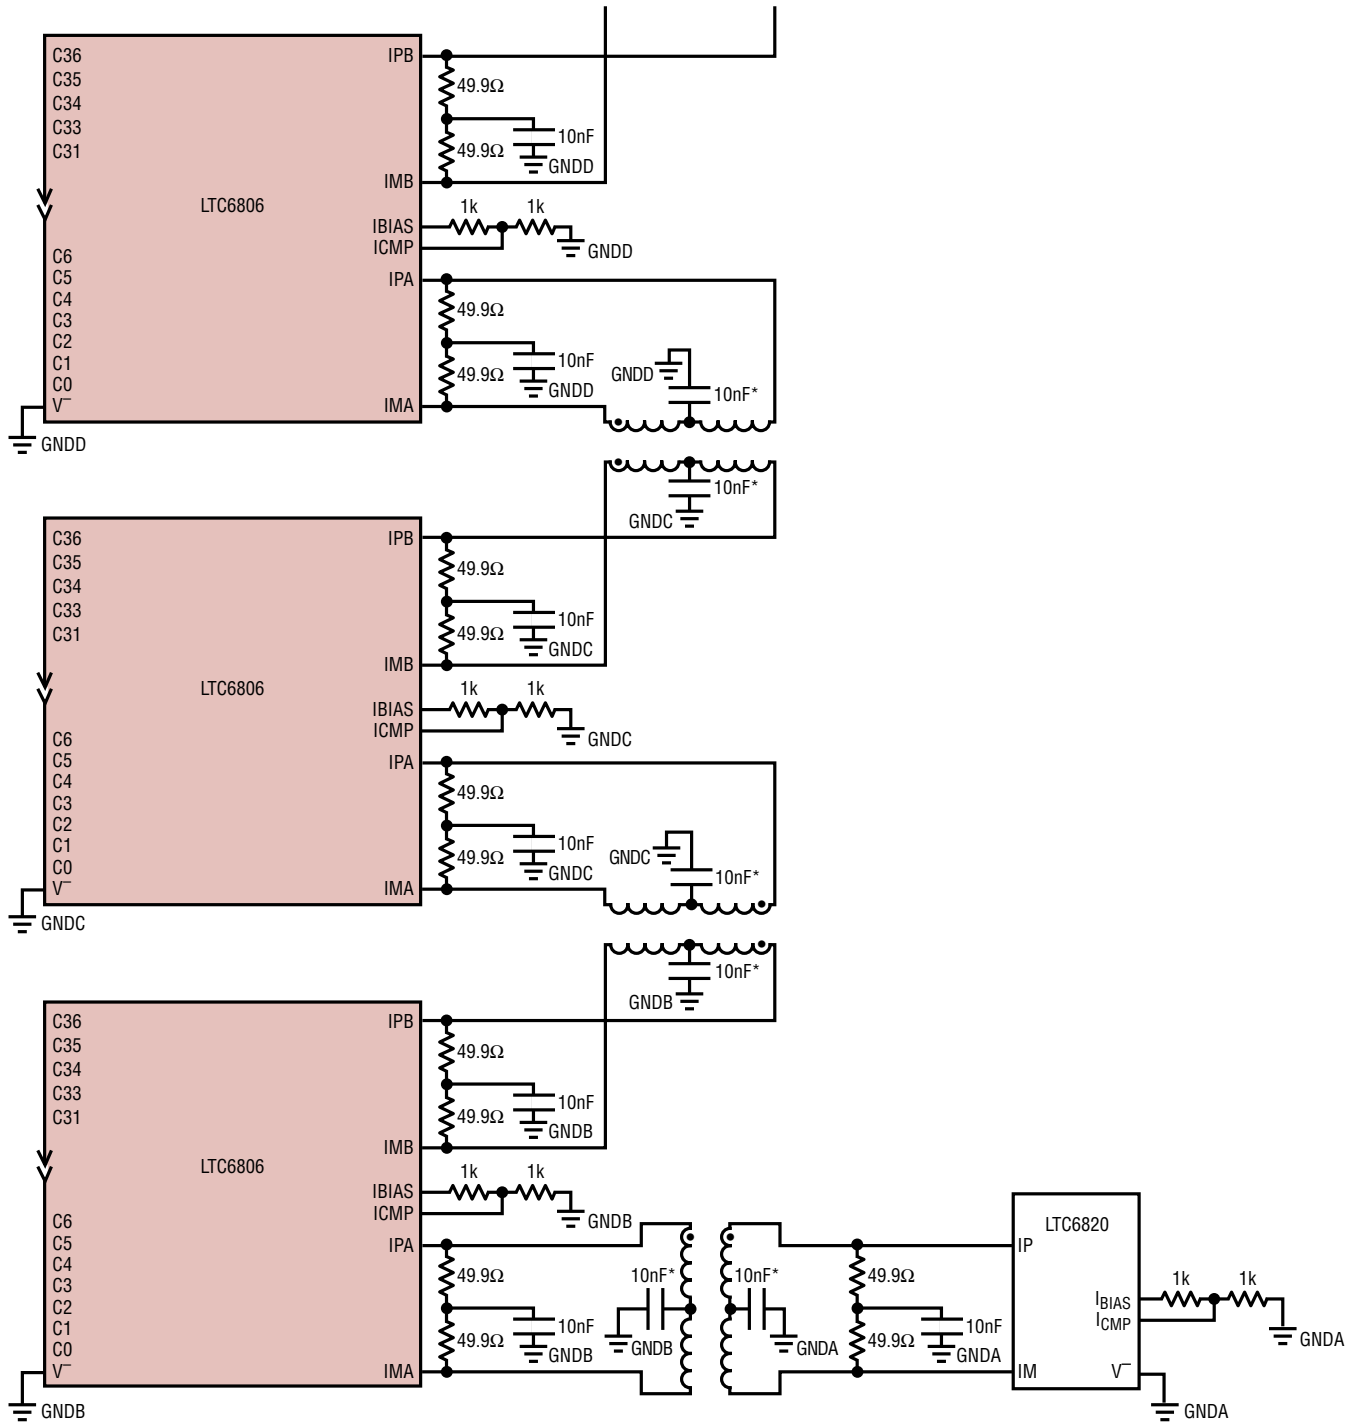 C36
C35
C34
C33
C31
C6
C5
C4
C3
C2
C1
C0
V−
GNDD
LTC6806
IPB
IMB
IBIAS
ICMP
IPA
IMA
49.9Ω
49.9Ω
10nF
GNDD
1k
1k
GNDD
49.9Ω
49.9Ω
10nF
GNDD
GNDD
10nF*
10nF*
GNDC
C36
C35
C34
C33
C31
C6
C5
C4
C3
C2
C1
C0
V−
GNDC
LTC6806
IPB
IMB
IBIAS
ICMP
IPA
IMA
49.9Ω
49.9Ω
10nF
GNDC
1k
1k
GNDC
49.9Ω
49.9Ω
10nF
GNDC
GNDC
10nF*
10nF*
GNDB
C36
C35
C34
C33
C31
C6
C5
C4
C3
C2
C1
C0
V−
GNDB
LTC6806
IPB
IMB
IBIAS
ICMP
IPA
IMA
49.9Ω
49.9Ω
10nF
GNDB
1k
1k
GNDB
49.9Ω
49.9Ω
10nF
GNDB
10nF*
GNDB
10nF*
GNDA
49.9Ω
49.9Ω
10nF
GNDA
LTC6820
IP
IM
IBIAS
ICMP
V−
1k
1k
GNDA
GNDA